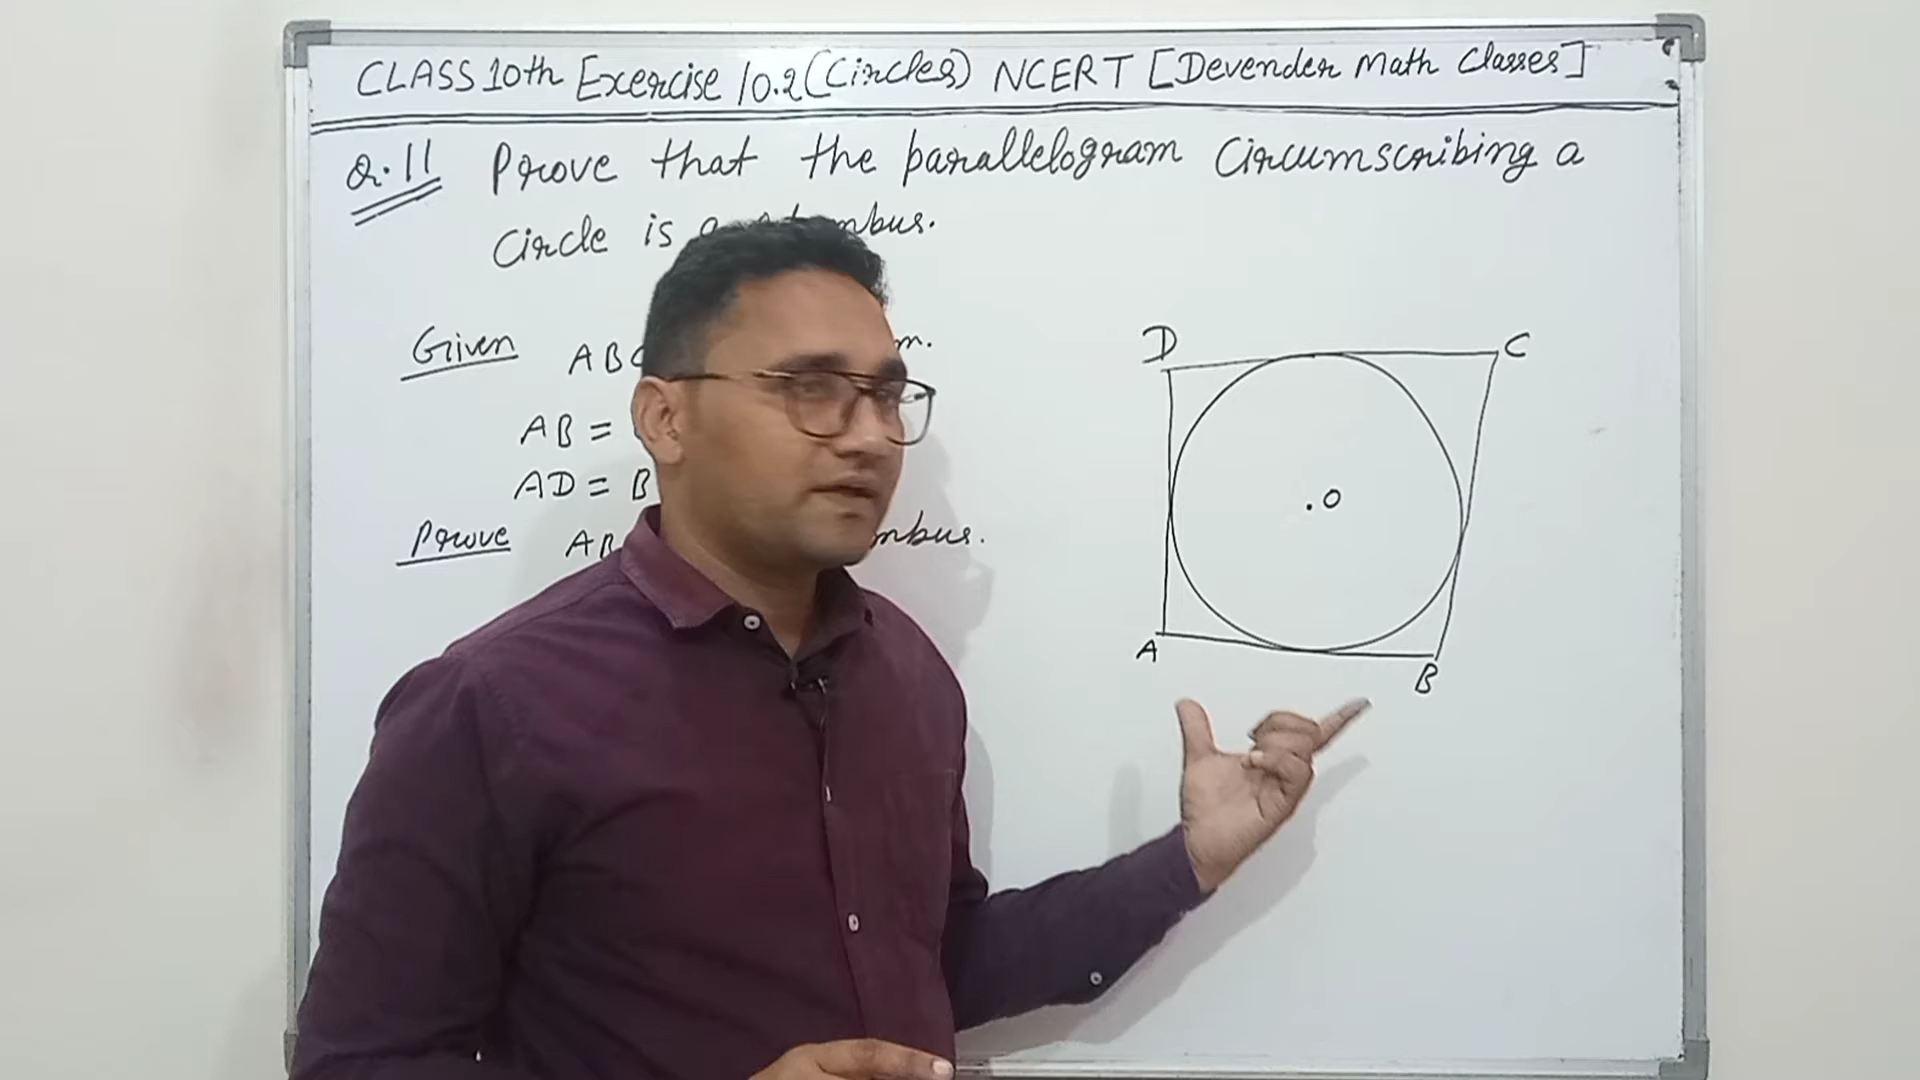 CLASS 10th Exercise 10.2 (Circles) NCERT [Devender Math Classes]
Q.11 Prove that the parallelogram circumscribing a
circle is a
Given ABC
AB =
AD = B
Prove AB
D
C
.O
A
B